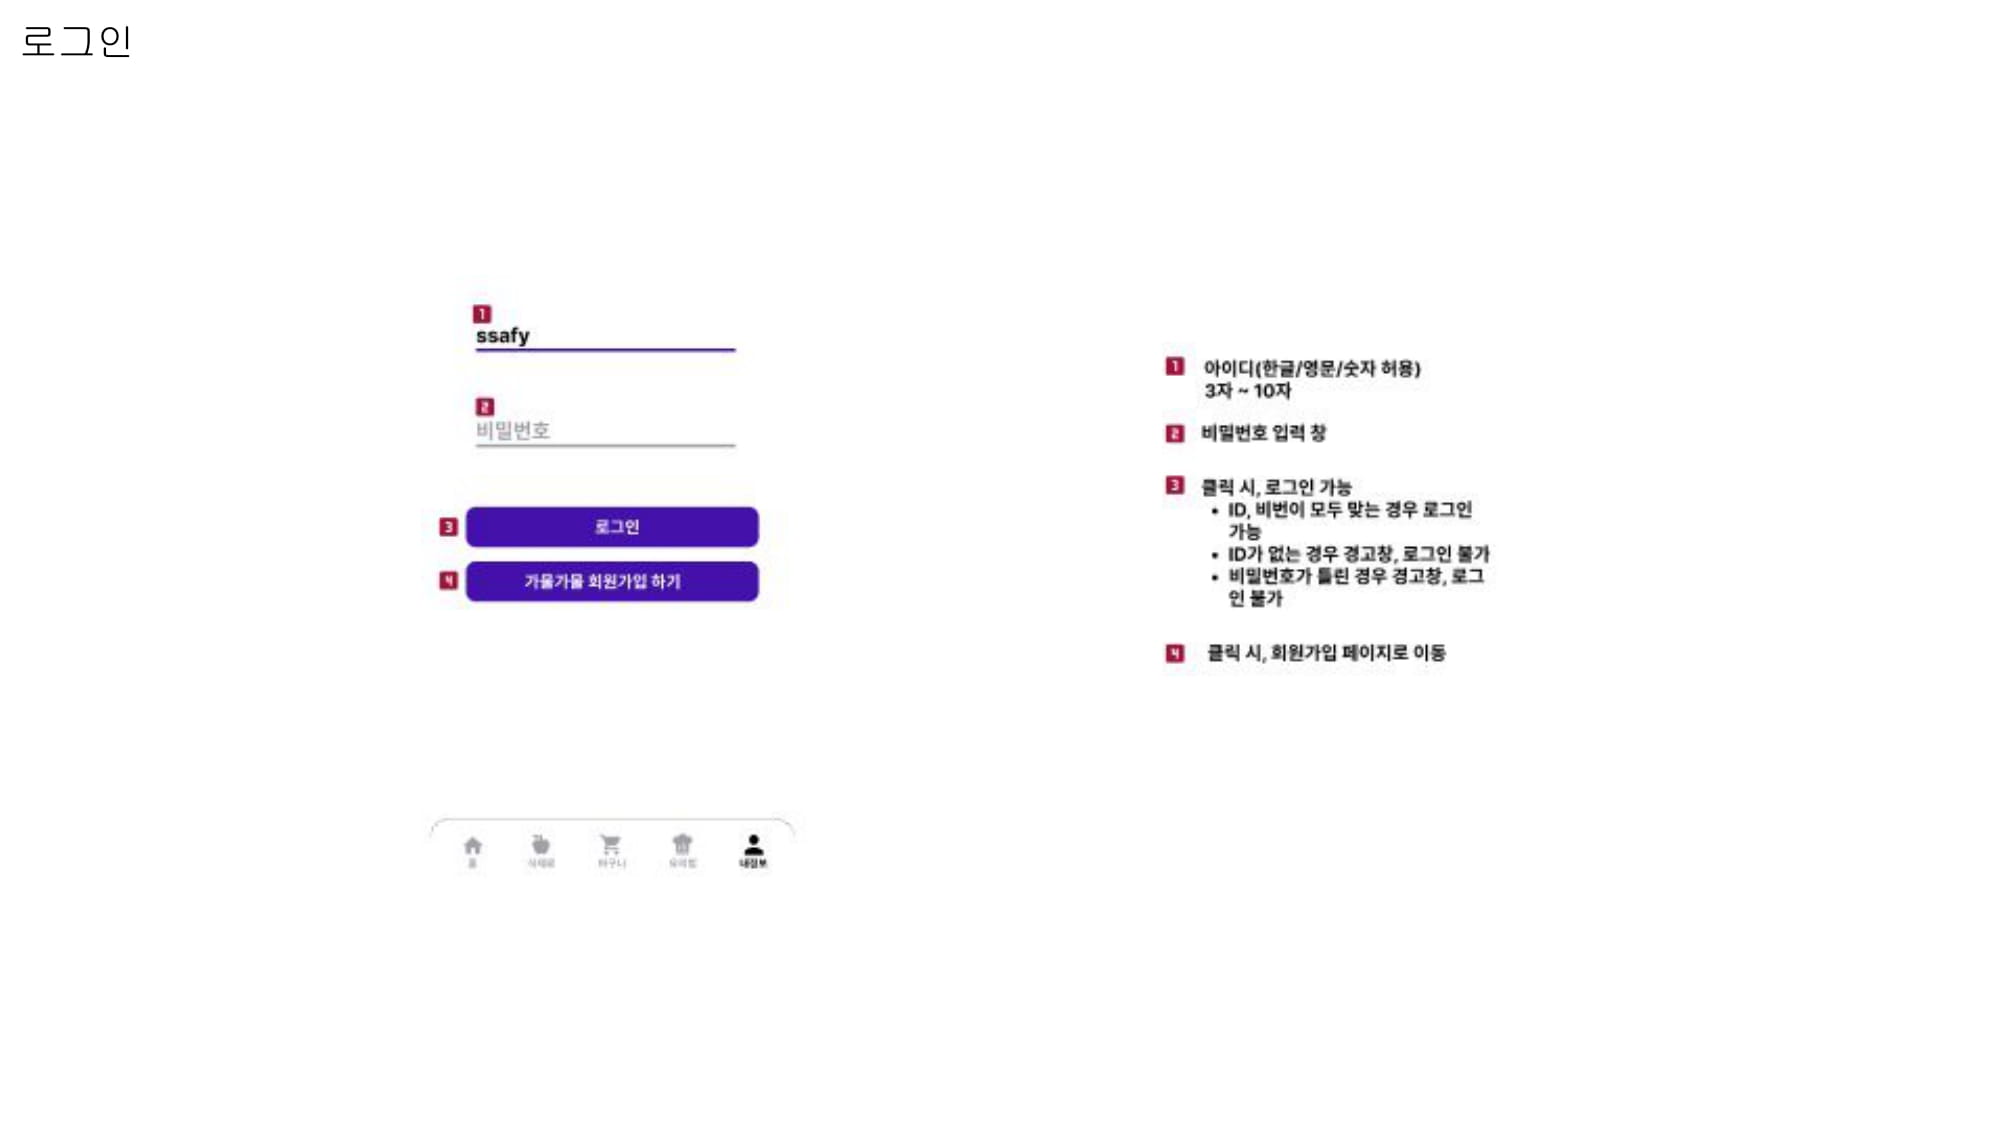 로그인
1
ssafy
2
비밀번호
3
로그인
4
가물가물 회원가입 하기
홈
식재료
바구니
요리법
내정보
1
아이디(한글/영문/숫자 허용)
3자 ~ 10자
2
비밀번호 입력 창
3
클릭 시, 로그인 가능
• ID, 비번이 모두 맞는 경우 로그인
가능
• ID가 없는 경우 경고창, 로그인 불가
• 비밀번호가 틀린 경우 경고창, 로그
인 불가
4
클릭 시, 회원가입 페이지로 이동